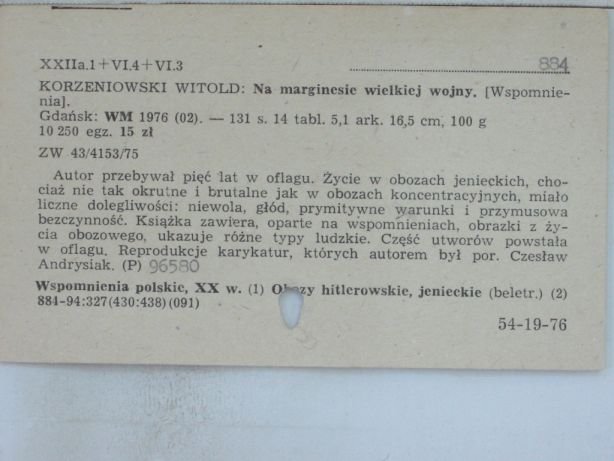 XXIIa.1+VI.4+VI.3 884
KORZENIOWSKI WITOLD: Na marginesie wielkiej wojny. [Wspomnie-
nia].
Gdańsk: WM 1976 (02). — 131 s. 14 tabl. 5,1 ark. 16,5 cm, 100 g
10 250 egz. 15 zł
ZW 43/4153/75
Autor przebywał pięć lat w oflagu. Życie w obozach jenieckich, cho-
ciaż nie tak okrutne i brutalne jak w obozach koncentracyjnych, miało
liczne dolegliwości: niewola, głód, prymitywne warunki i przymusowa
bezczynność. Książka zawiera, oparte na wspomnieniach, obrazki z ży-
cia obozowego, ukazuje różne typy ludzkie. Część utworów powstała
w oflagu. Reprodukcje karykatur, których autorem był por. Czesław
Andrysiak. (P) 96580
Wspomnienia polskie, XX w. (1) Obozy hitlerowskie, jenieckie (beletr.) (2)
884-94:327(430:438)(091)
54-19-76